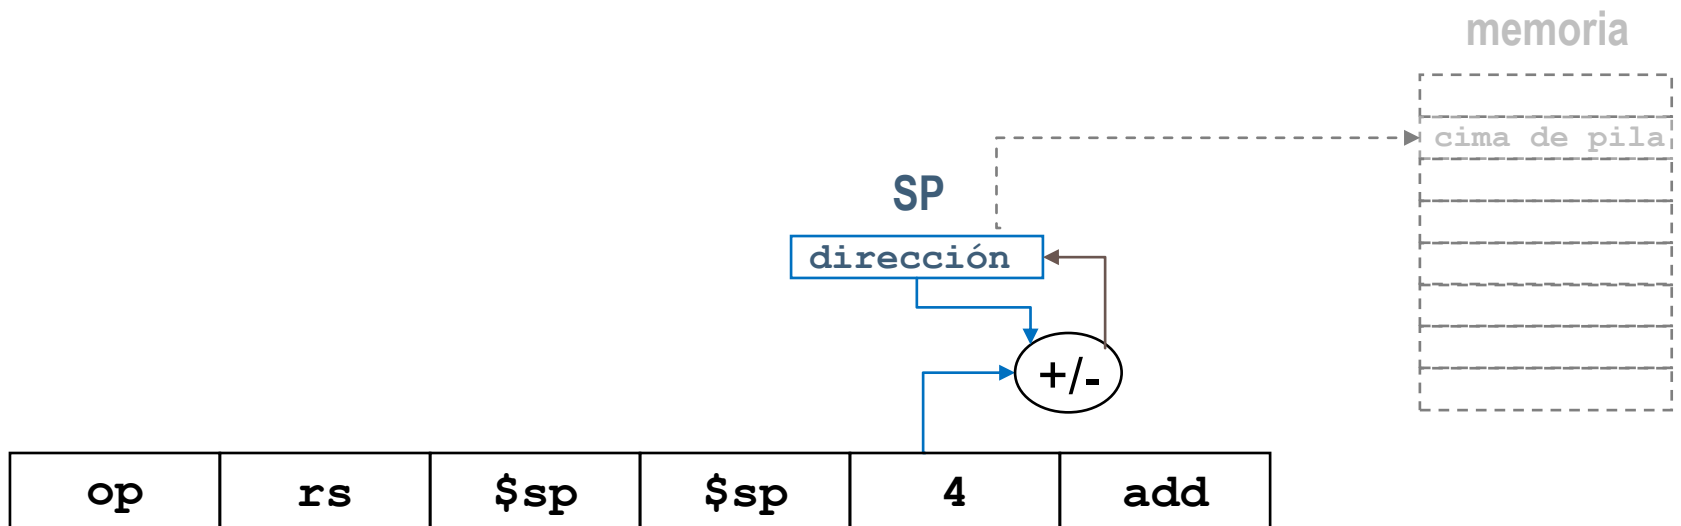 memoria
cima de pila
SP
dirección
+/-
op rs $sp $sp 4 add